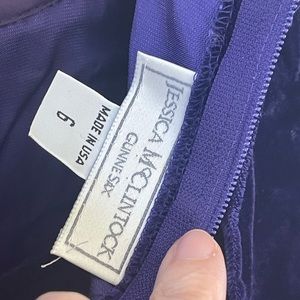 JESSICA McCLINTOCK
GUNNE SAX
6
MADE IN USA